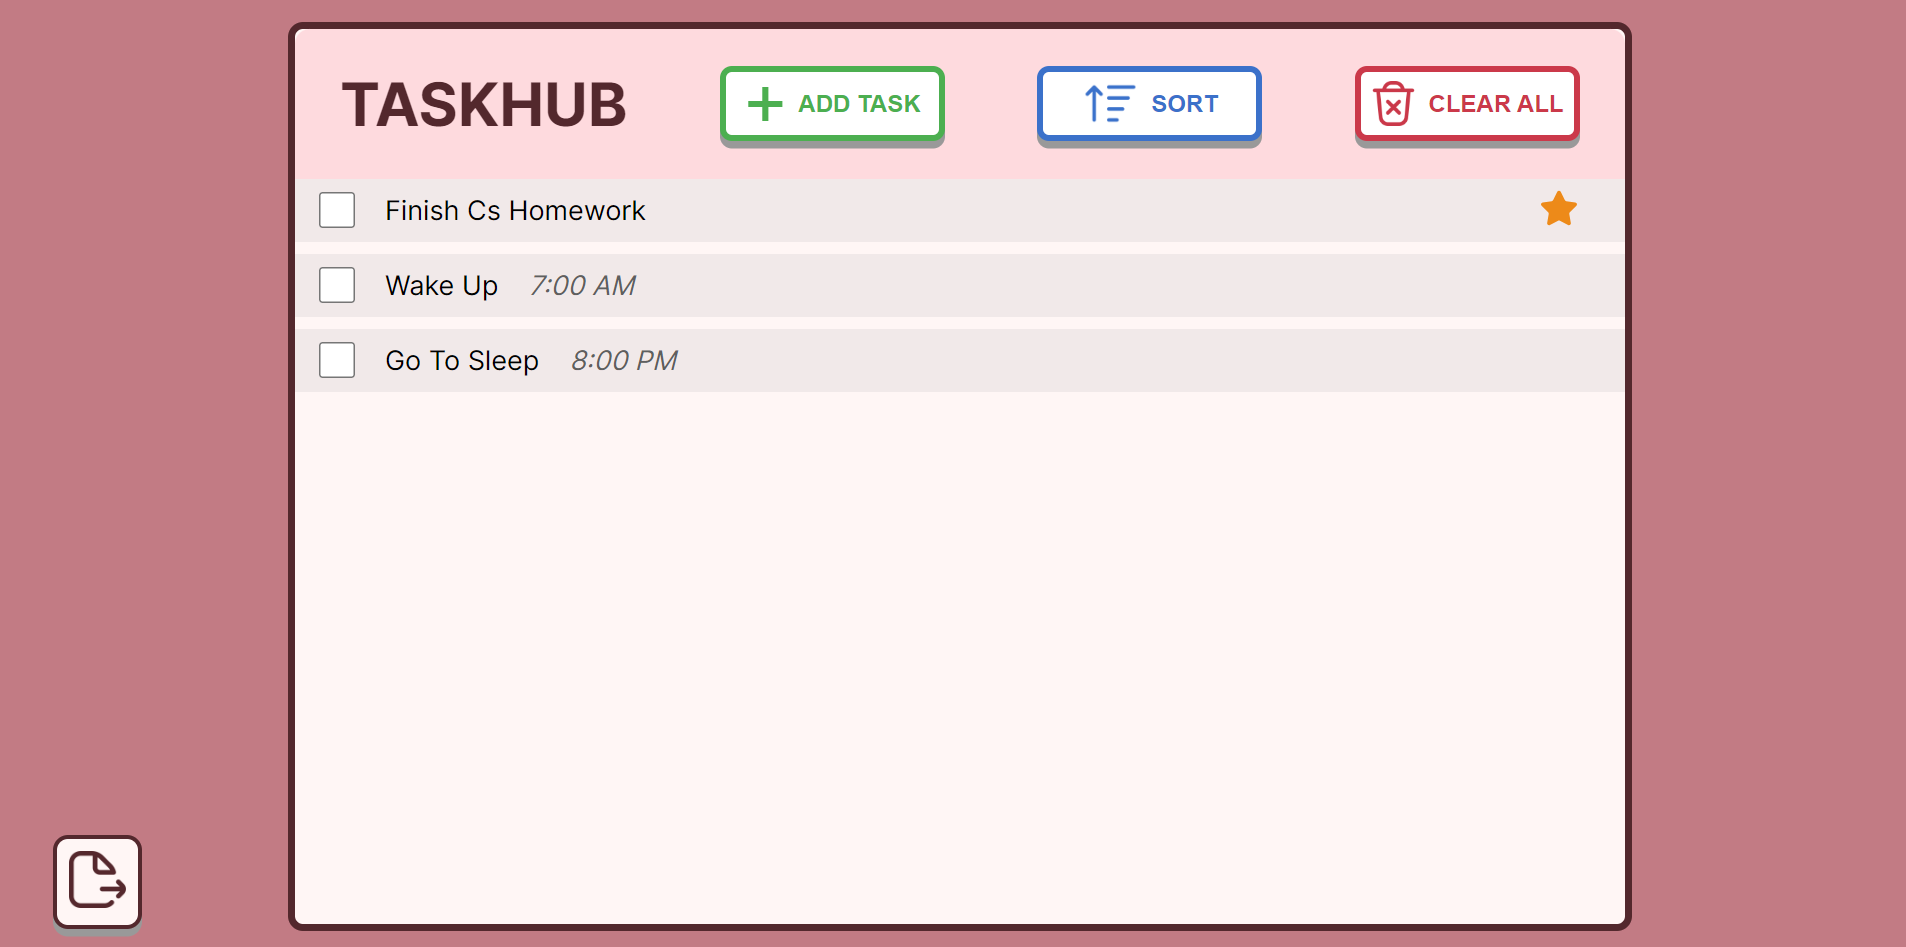 TASKHUB
ADD TASK
SORT
CLEAR ALL
Finish Cs Homework
Wake Up 7:00 AM
Go To Sleep 8:00 PM